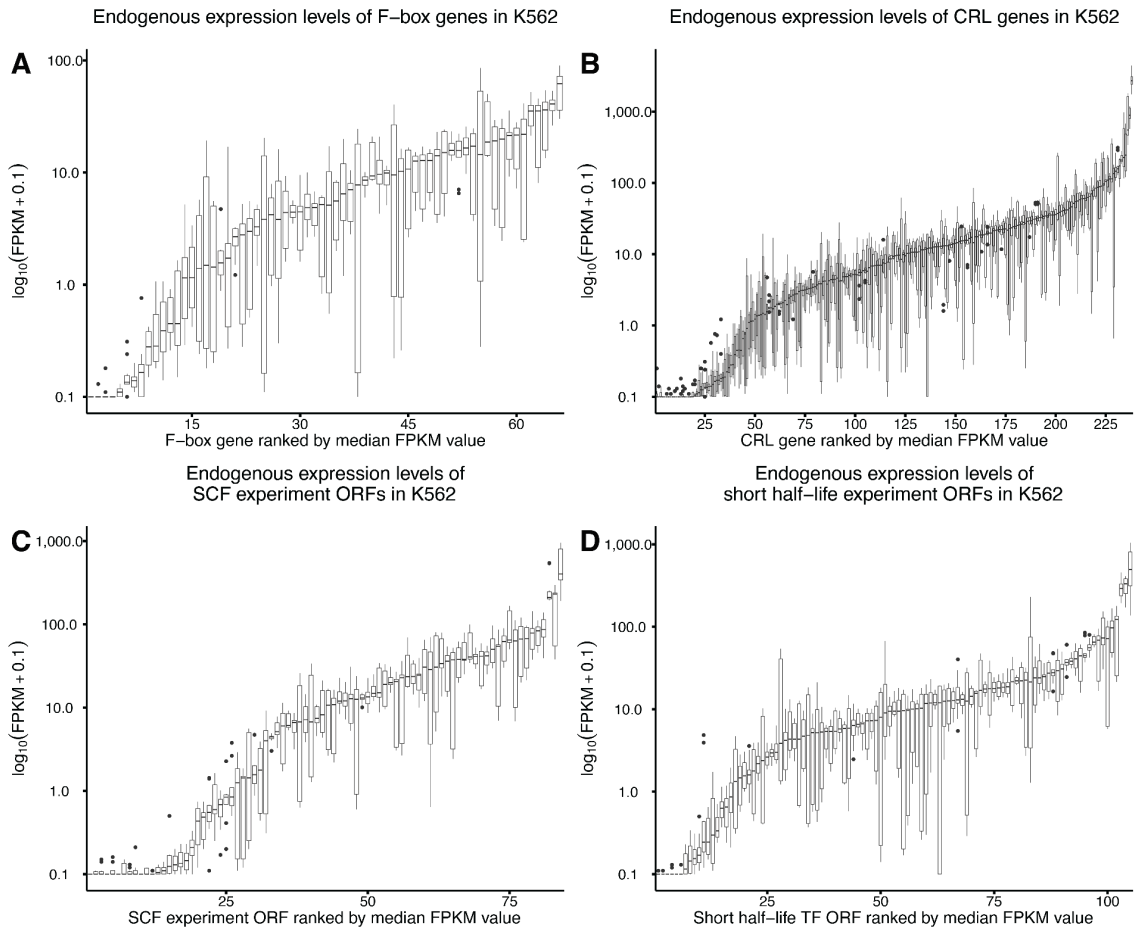 Endogenous expression levels of F−box genes in K562
A
log10(FPKM + 0.1)
100.0
10.0
1.0
0.1
15 30 45 60
F−box gene ranked by median FPKM value
Endogenous expression levels of CRL genes in K562
B
log10(FPKM + 0.1)
1,000.0
100.0
10.0
1.0
0.1
25 50 75 100 125 150 175 200 225
CRL gene ranked by median FPKM value
Endogenous expression levels of
SCF experiment ORFs in K562
C
log10(FPKM + 0.1)
1,000.0
100.0
10.0
1.0
0.1
25 50 75
SCF experiment ORF ranked by median FPKM value
Endogenous expression levels of
short half−life experiment ORFs in K562
D
log10(FPKM + 0.1)
1,000.0
100.0
10.0
1.0
0.1
25 50 75 100
Short half−life TF ORF ranked by median FPKM value